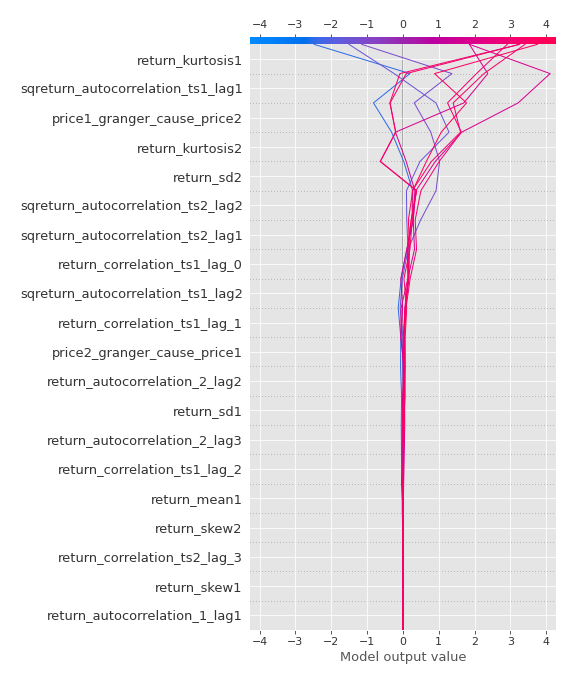 −4 −3 −2 −1 0 1 2 3 4
return_kurtosis1
sqreturn_autocorrelation_ts1_lag1
price1_granger_cause_price2
return_kurtosis2
return_sd2
sqreturn_autocorrelation_ts2_lag2
sqreturn_autocorrelation_ts2_lag1
return_correlation_ts1_lag_0
sqreturn_autocorrelation_ts1_lag2
return_correlation_ts1_lag_1
price2_granger_cause_price1
return_autocorrelation_2_lag2
return_sd1
return_autocorrelation_2_lag3
return_correlation_ts1_lag_2
return_mean1
return_skew2
return_correlation_ts2_lag_3
return_skew1
return_autocorrelation_1_lag1
−4 −3 −2 −1 0 1 2 3 4
Model output value